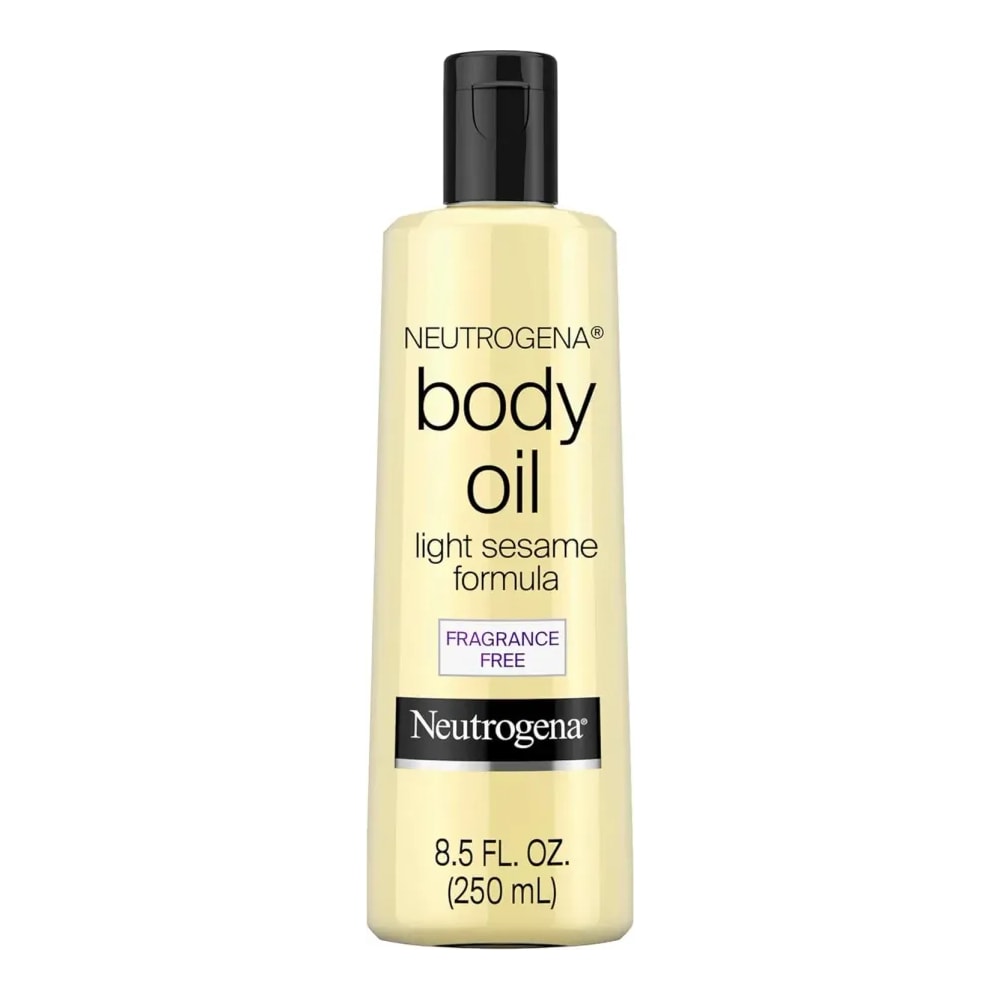 NEUTROGENA®
body
oil
light sesame
formula
FRAGRANCE
FREE
Neutrogena®
8.5 FL. OZ.
(250 mL)